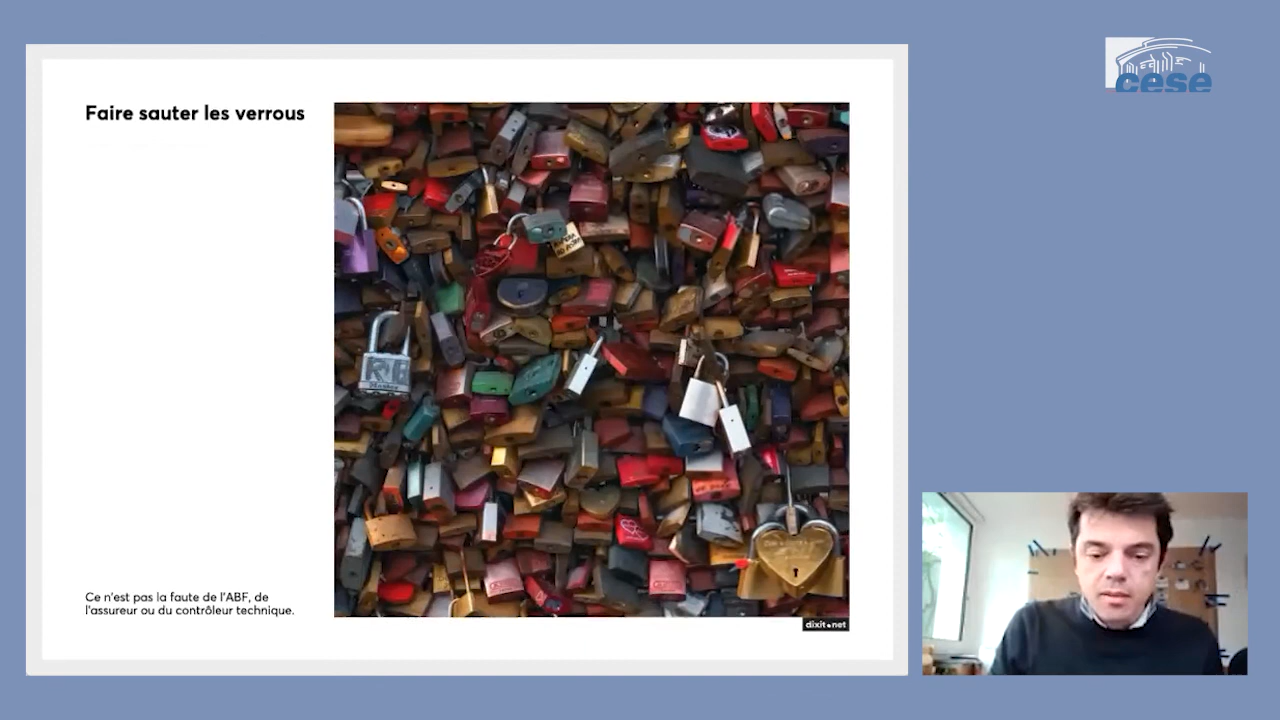 cese
Faire sauter les verrous
Ce n'est pas la faute de l'ABF, de
l'assureur ou du contrôleur technique.
dixit.net